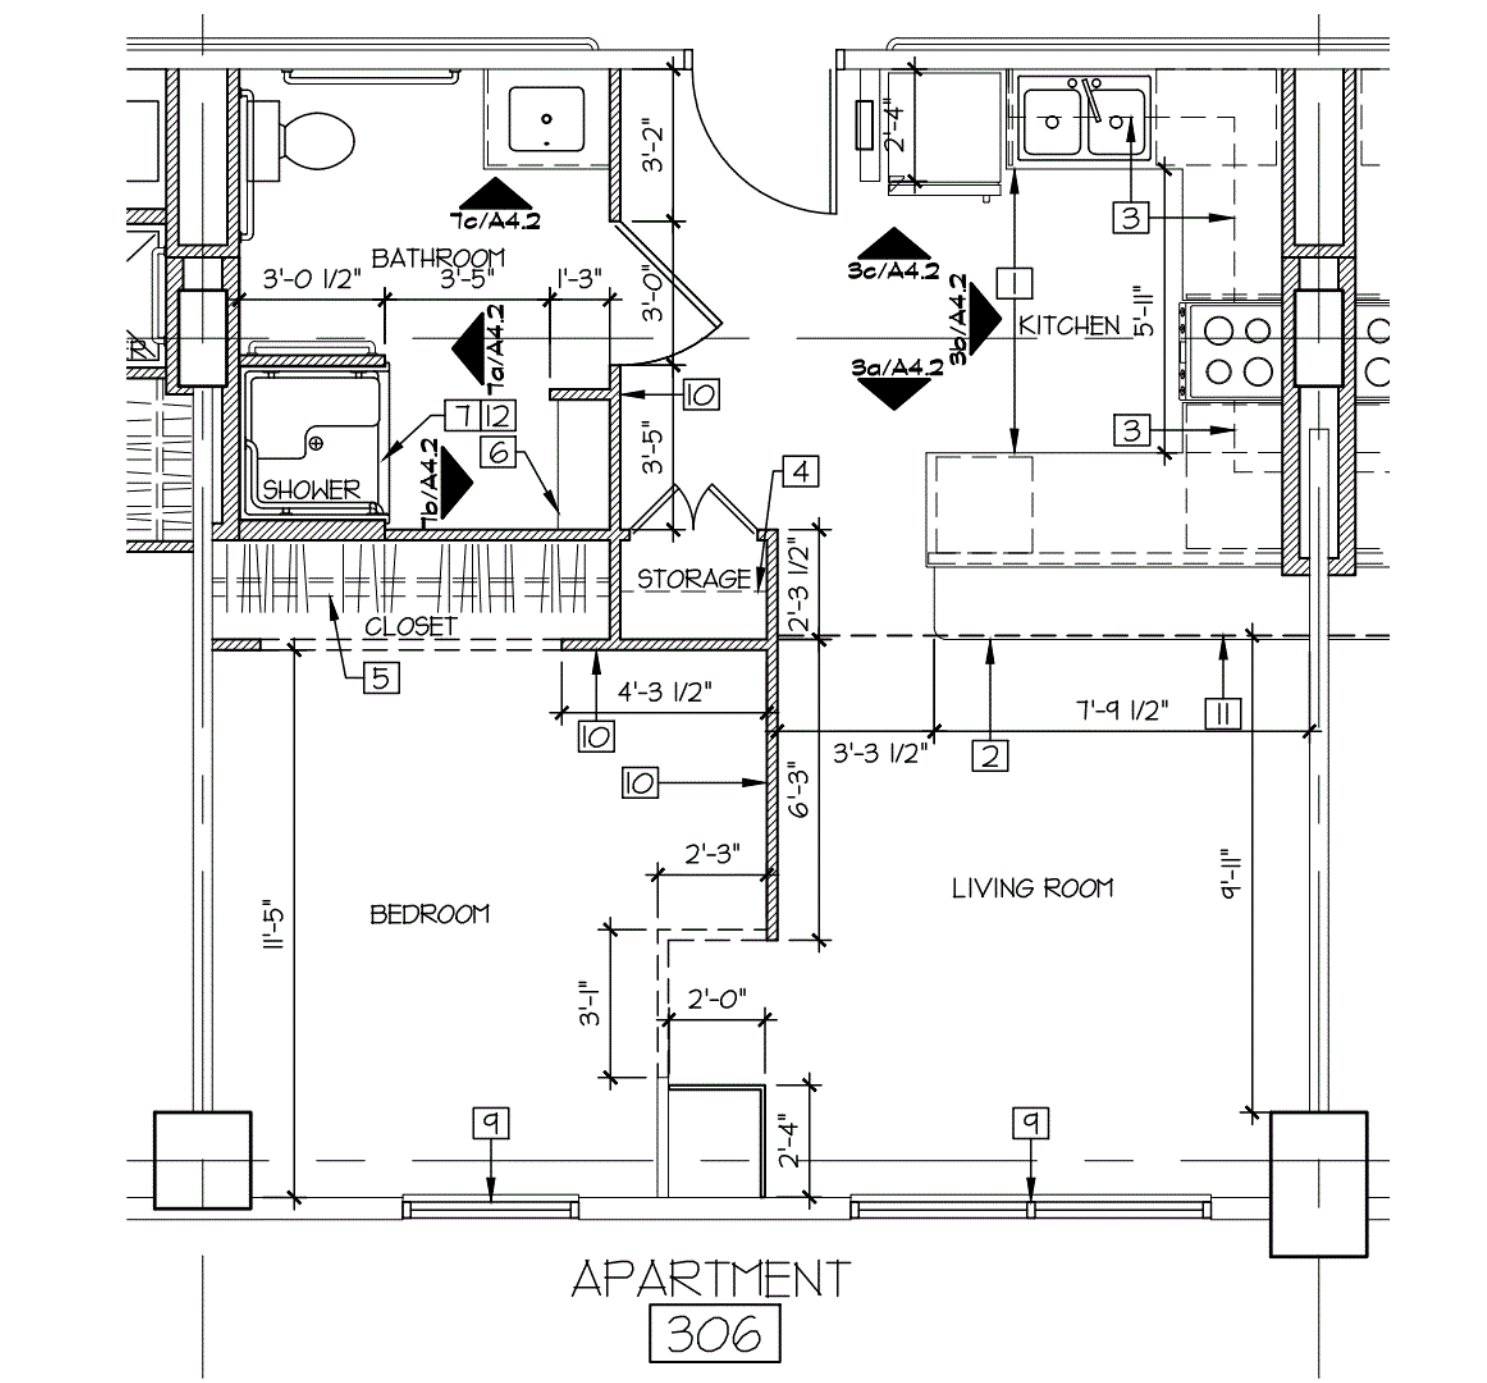 3'-2"
2'-4"
3
7c/A4.2
BATHROOM
3'-0 1/2"
3'-5"
1'-3"
3'-0"
3c/A4.2
3b/A4.2
1
KITCHEN
5'-11"
7a/A4.2
3a/A4.2
10
7 12
3
6
3'-5"
7b/A4.2
4
SHOWER
STORAGE
2'-3 1/2"
CLOSET
5
4'-3 1/2"
7'-9 1/2"
11
10
3'-3 1/2"
2
10
6'-3"
2'-3"
LIVING ROOM
9'-11"
BEDROOM
11'-5"
3'-1"
2'-0"
9
9
2'-4"
APARTMENT
306